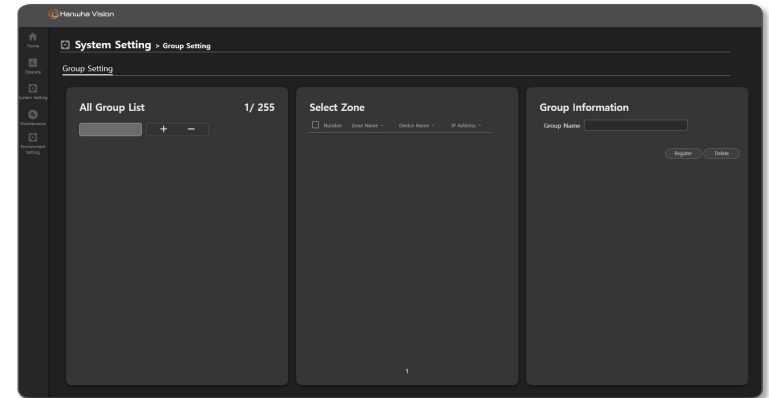 Hanwha Vision
Home
Operate
System Setting
Maintenance
Environment
Setting
System Setting > Group Setting
Group Setting
All Group List 1/ 255
+ −
Select Zone
Number Zone Name Device Name IP Address
1
Group Information
Group Name
Register Delete